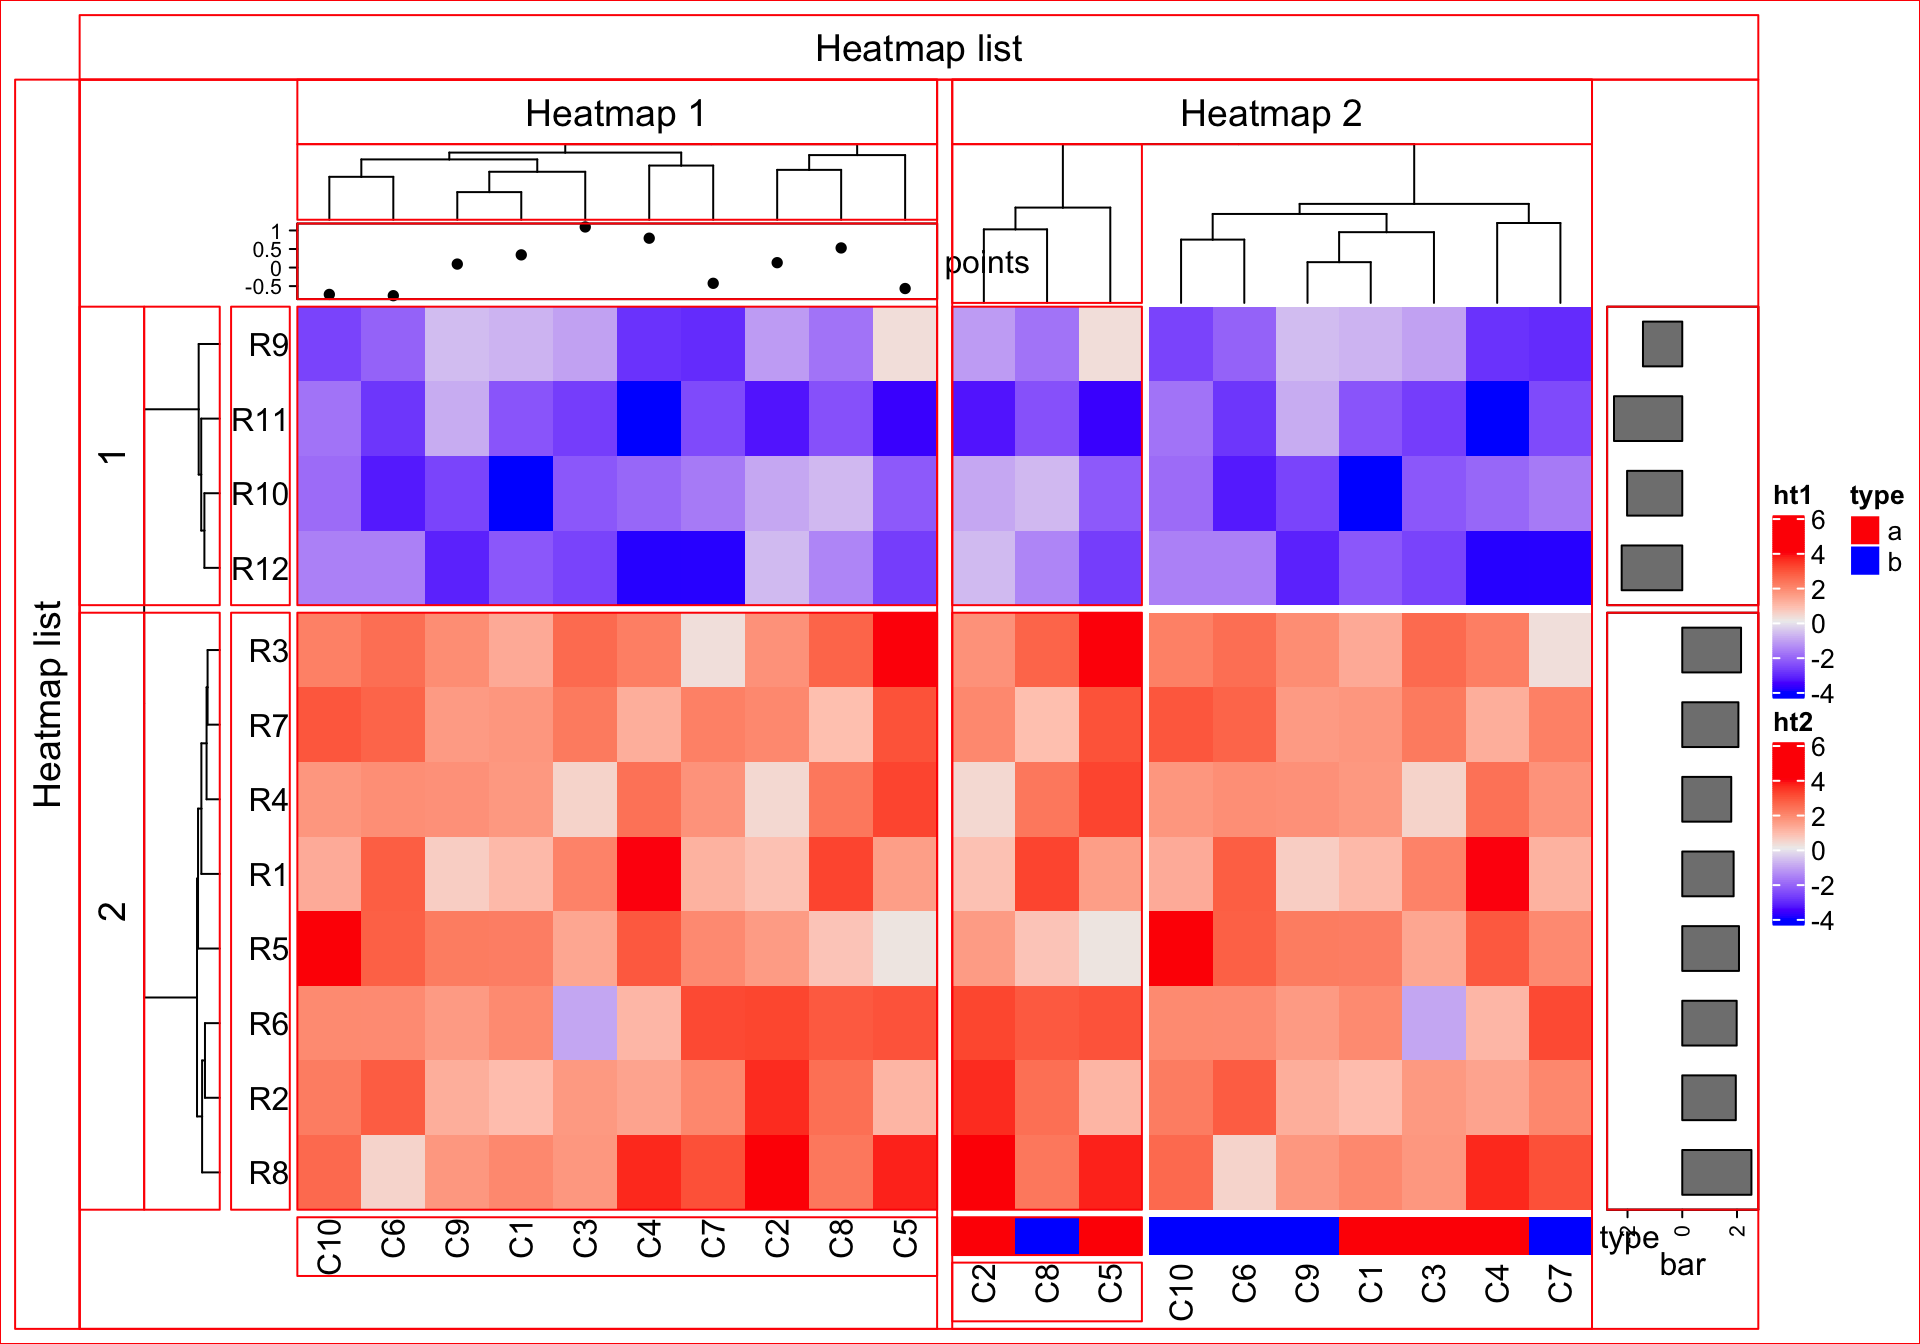 Heatmap list
Heatmap list
Heatmap 1
Heatmap 2
1
0.5
0
-0.5
points
1
2
R9
R11
R10
R12
R3
R7
R4
R1
R5
R6
R2
R8
C10 C6 C9 C1 C3 C4 C7 C2 C8 C5
C2 C8 C5 C10 C6 C9 C1 C3 C4 C7
type
0 2
bar
ht1
6
4
2
0
-2
-4
ht2
6
4
2
0
-2
-4
type
a
b